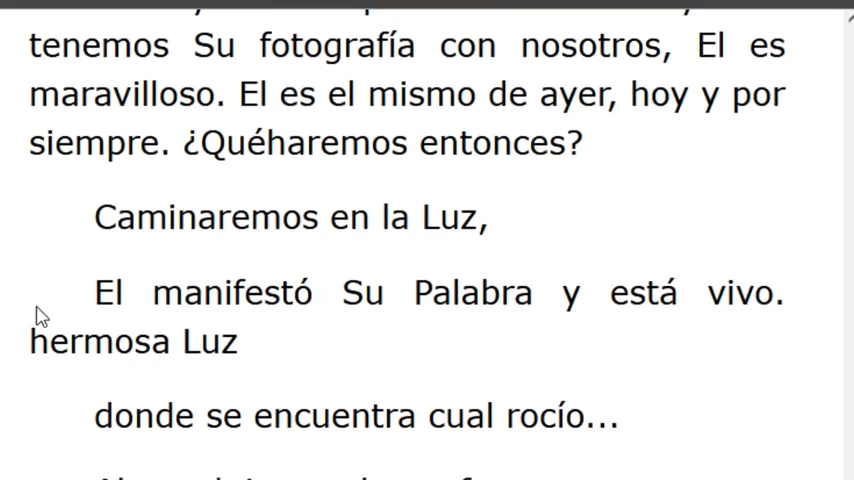 tenemos Su fotografía con nosotros, El es
maravilloso. El es el mismo de ayer, hoy y por
siempre. ¿Quéharemos entonces?
Caminaremos en la Luz,
El manifestó Su Palabra y está vivo.
hermosa Luz
donde se encuentra cual rocío...